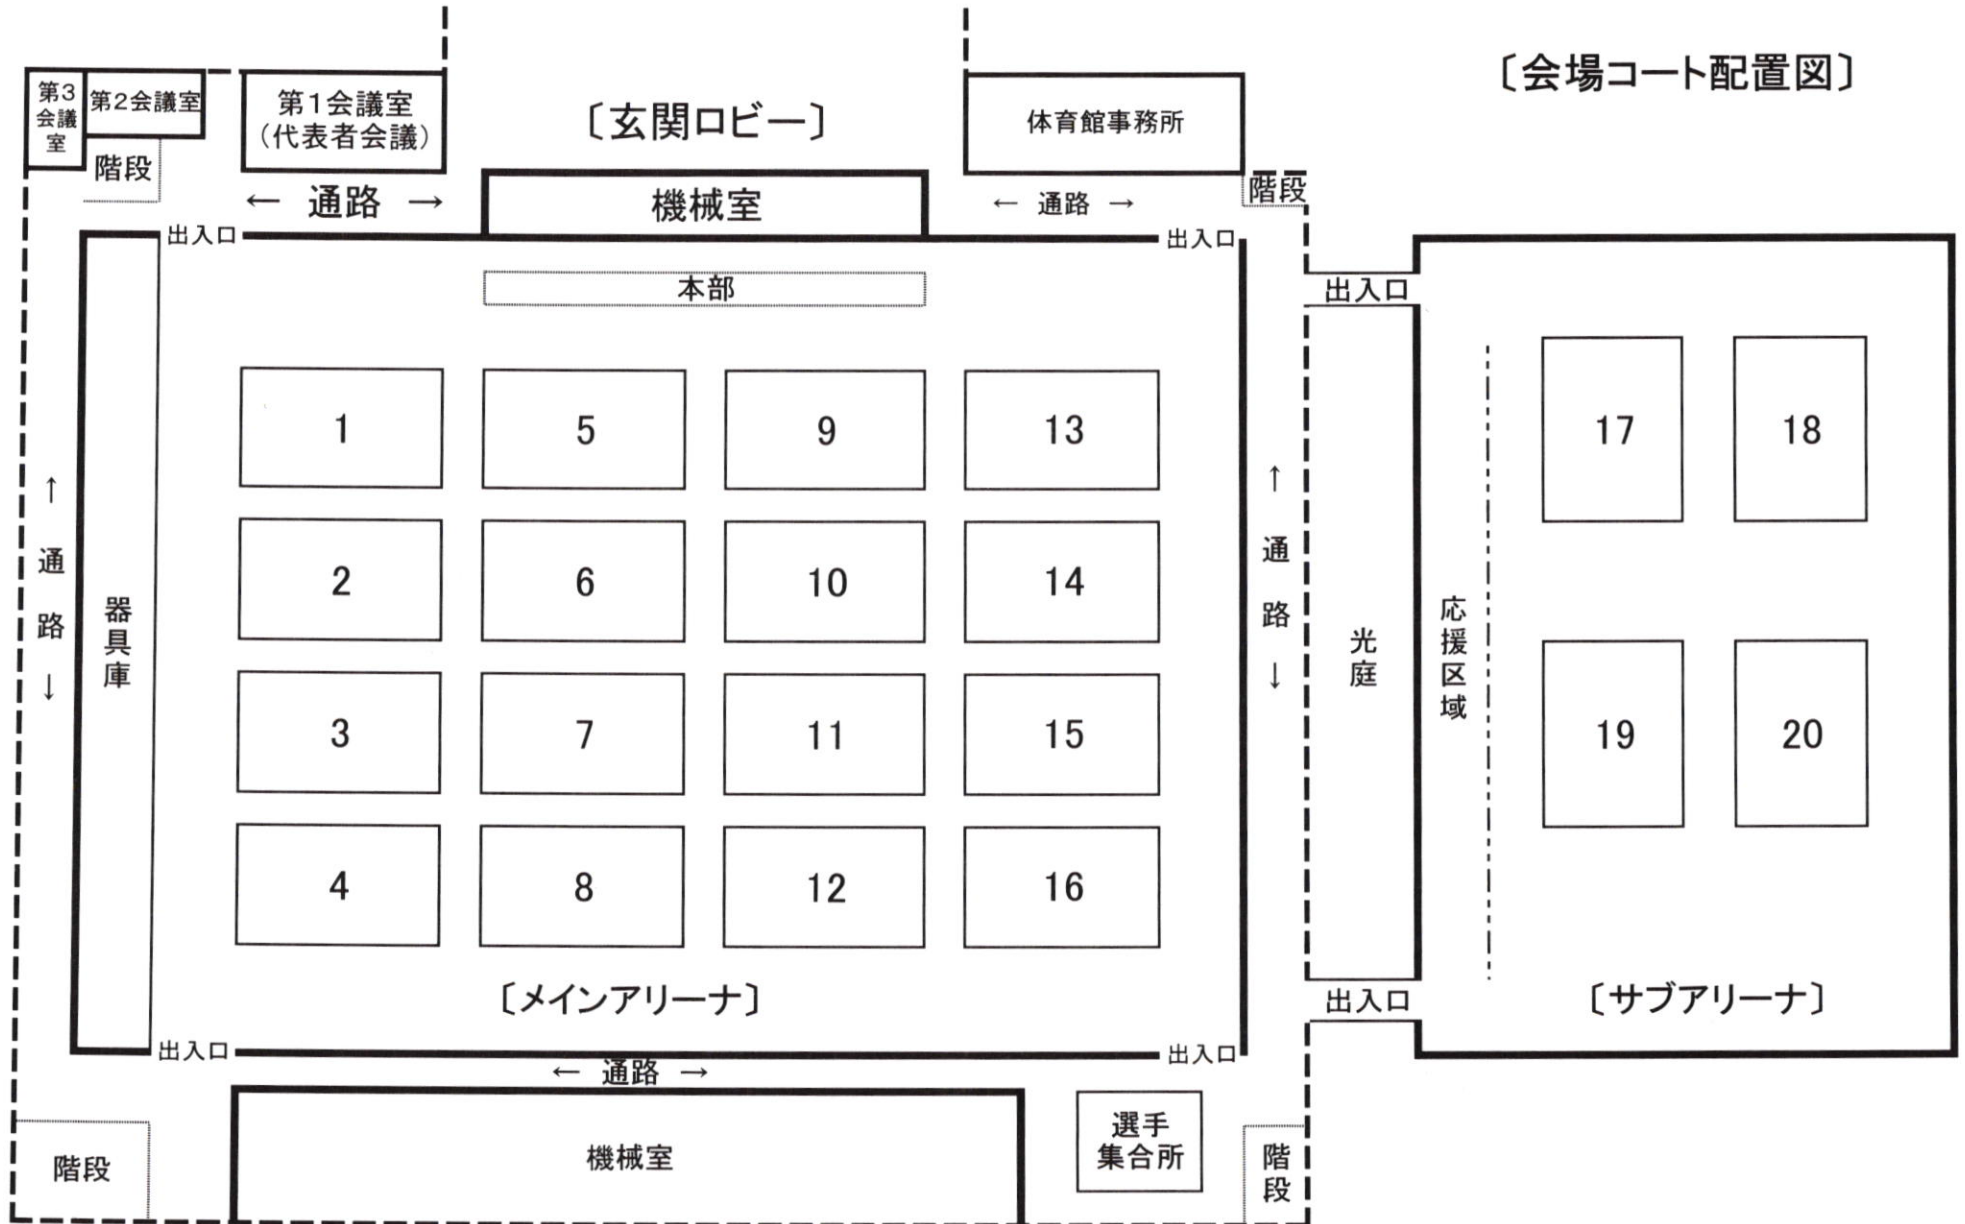 〔会場コート配置図〕
第3
会議
室
第2会議室
第1会議室
(代表者会議)
〔玄関ロビー〕
体育館事務所
階段
← 通路 →
機械室
← 通路 →
階段
出入口
出入口
本部
出入口
1 5 9 13
17 18
2 6 10 14
3 7 11 15
19 20
4 8 12 16
↑
通
路
↓
器
具
庫
↑
通
路
↓
光
庭
応
援
区
域
〔メインアリーナ〕
出入口
〔サブアリーナ〕
出入口
出入口
← 通路 →
階段
機械室
選手
集合所
階
段